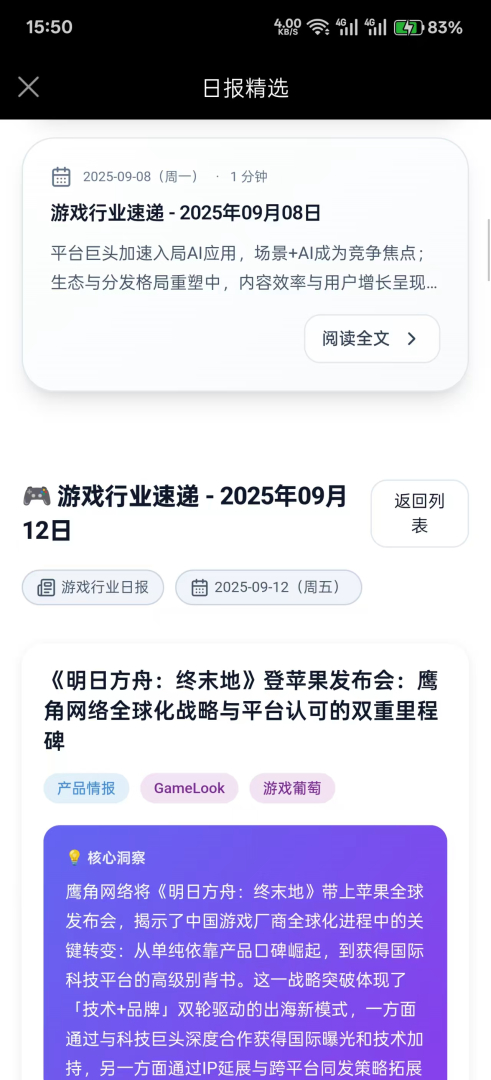 15:50 4.00 KB/S 4G 4G 83%
日报精选
2025-09-08（周一） · 1 分钟
游戏行业速递 - 2025年09月08日
平台巨头加速入局AI应用，场景+AI成为竞争焦点；
生态与分发格局重塑中，内容效率与用户增长呈现...
阅读全文
🎮 游戏行业速递 - 2025年09月
12日
返回列
表
游戏行业日报 2025-09-12（周五）
《明日方舟：终末地》登苹果发布会：鹰
角网络全球化战略与平台认可的双重里程
碑
产品情报 GameLook 游戏葡萄
💡 核心洞察
鹰角网络将《明日方舟：终末地》带上苹果全球
发布会，揭示了中国游戏厂商全球化进程中的关
键转变：从单纯依靠产品口碑崛起，到获得国际
科技平台的高级别背书。这一战略突破体现了
「技术+品牌」双轮驱动的出海新模式，一方面
通过与科技巨头深度合作获得国际曝光和技术加
持，另一方面通过IP延展与跨平台同发策略拓展